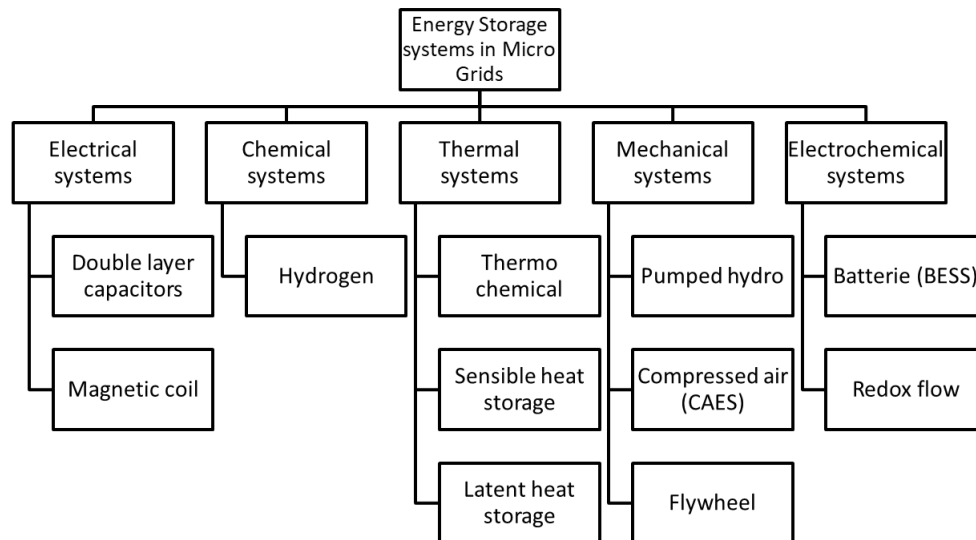 Energy Storage
systems in Micro
Grids
Electrical
systems
Chemical
systems
Thermal
systems
Mechanical
systems
Electrochemical
systems
Double layer
capacitors
Hydrogen
Thermo
chemical
Pumped hydro
Batterie (BESS)
Magnetic coil
Sensible heat
storage
Compressed air
(CAES)
Redox flow
Latent heat
storage
Flywheel